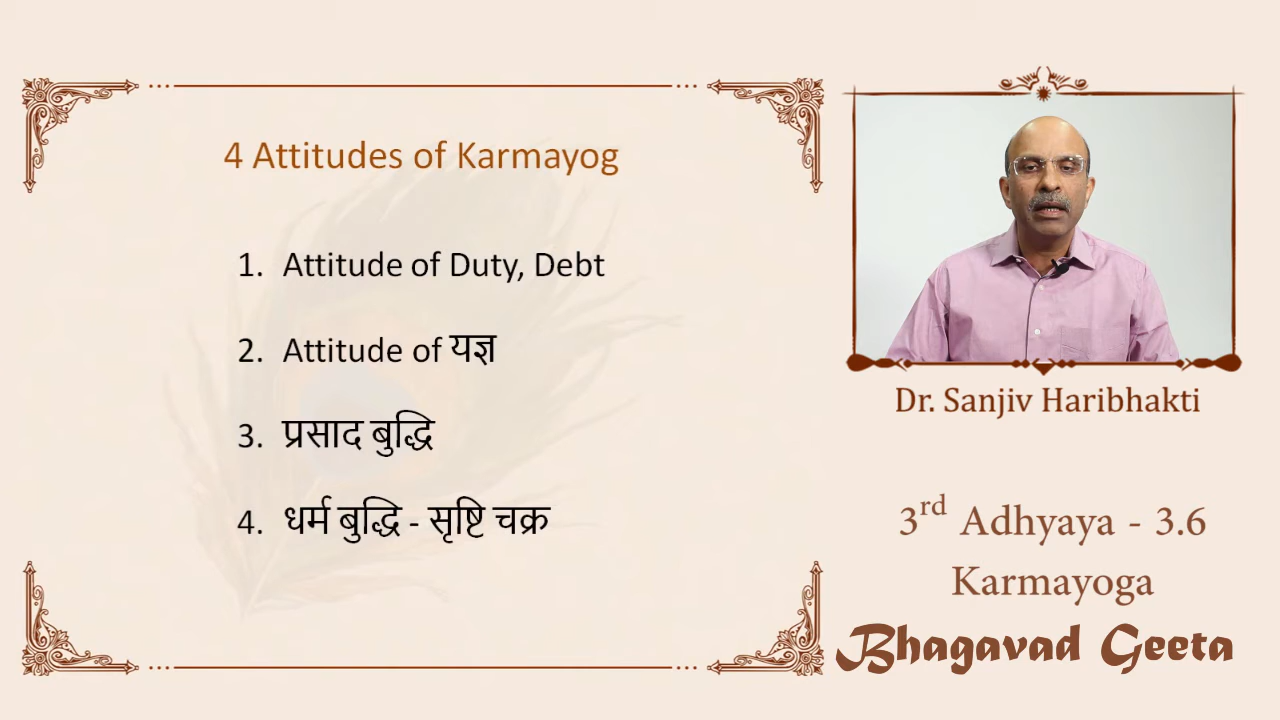 4 Attitudes of Karmayog
1. Attitude of Duty, Debt
2. Attitude of यज्ञ
3. प्रसाद बुद्धि
4. धर्म बुद्धि - सृष्टि चक्र
Dr. Sanjiv Haribhakti
3rd Adhyaya - 3.6
Karmayoga
Bhagavad Geeta